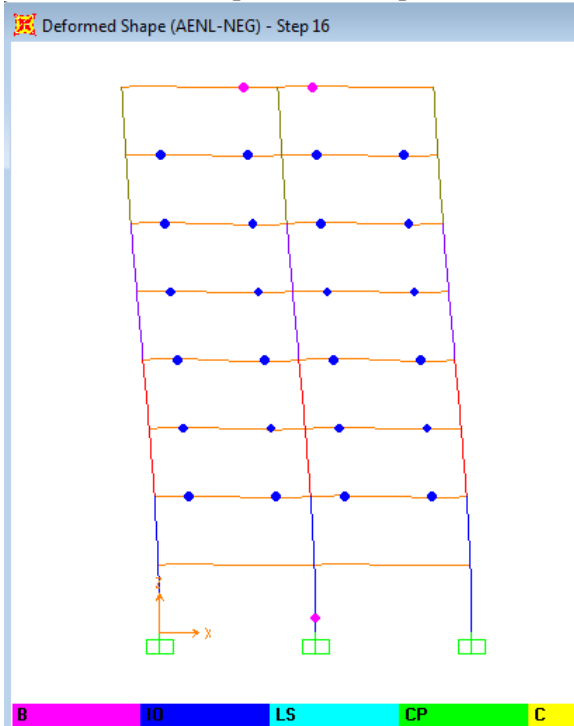 Deformed Shape (AENL-NEG) - Step 16
Z
X
B IO LS CP C